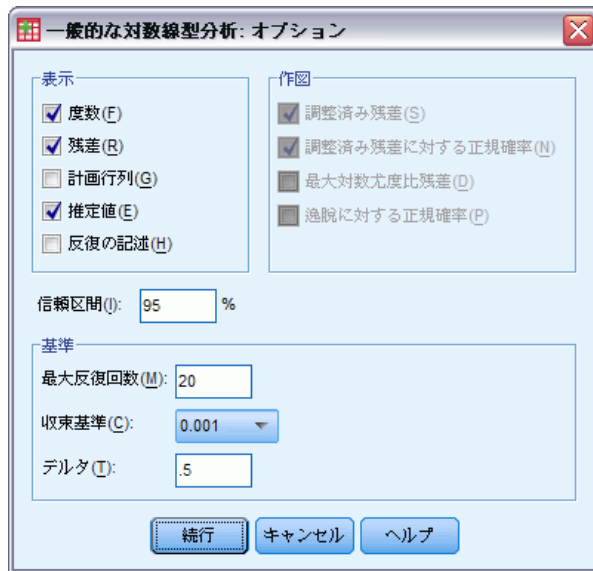 一般的な対数線型分析: オプション
表示
度数(F)
残差(R)
計画行列(G)
推定値(E)
反復の記述(H)
作図
調整済み残差(S)
調整済み残差に対する正規確率(N)
最大対数尤度比残差(D)
逸脱に対する正規確率(P)
信頼区間(I): 95 %
基準
最大反復回数(M): 20
収束基準(C): 0.001
デルタ(T): .5
続行 キャンセル ヘルプ